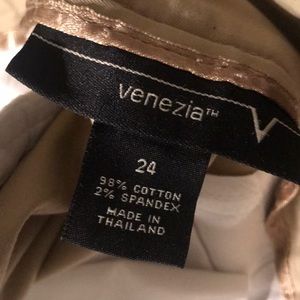 venezia™
V
24
98% COTTON
2% SPANDEX
MADE IN
THAILAND